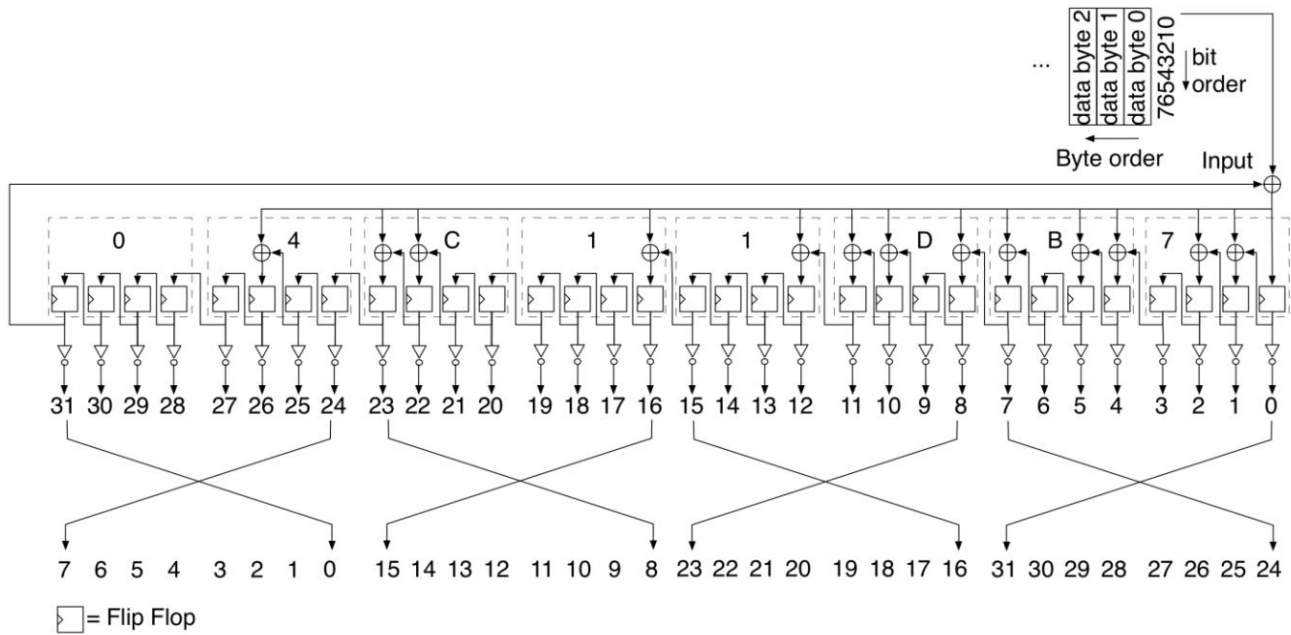 data byte 2
data byte 1
data byte 0
76543210
...
bit
order
Byte order
Input
0 4 C 1 1 D B 7
31 30 29 28 27 26 25 24 23 22 21 20 19 18 17 16 15 14 13 12 11 10 9 8 7 6 5 4 3 2 1 0
7 6 5 4 3 2 1 0 15 14 13 12 11 10 9 8 23 22 21 20 19 18 17 16 31 30 29 28 27 26 25 24
= Flip Flop